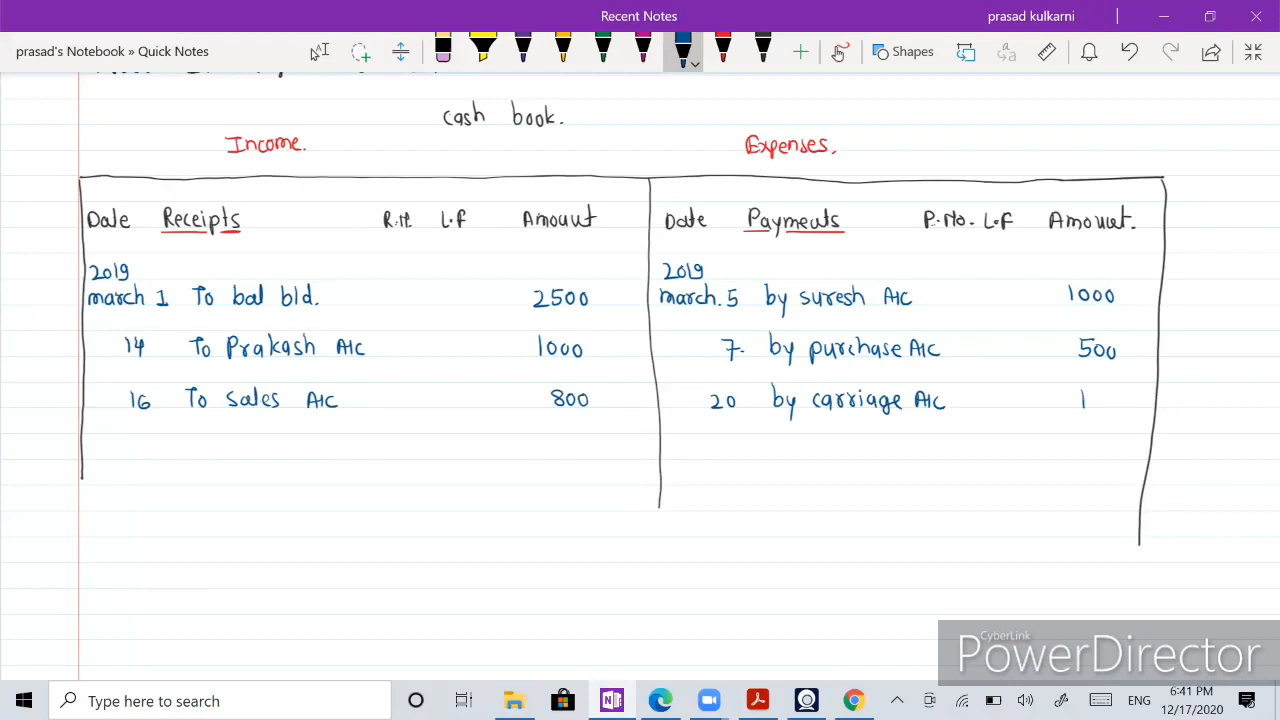 Recent Notes
prasad kulkarni
prasad's Notebook » Quick Notes
Shapes
cash book.
Income.
Expenses.
Date Receipts R.N. L.F Amount
Date Payments P.No. L.F Amount.
2019
march 1 To bal bld. 2500
14 To Prakash A/C 1000
16 To sales A/C 800
2019
march. 5 by suresh A/C 1000
7. by purchase A/C 500
20 by carriage A/C 1
CyberLink
PowerDirector
Type here to search
6:41 PM
12/17/2020